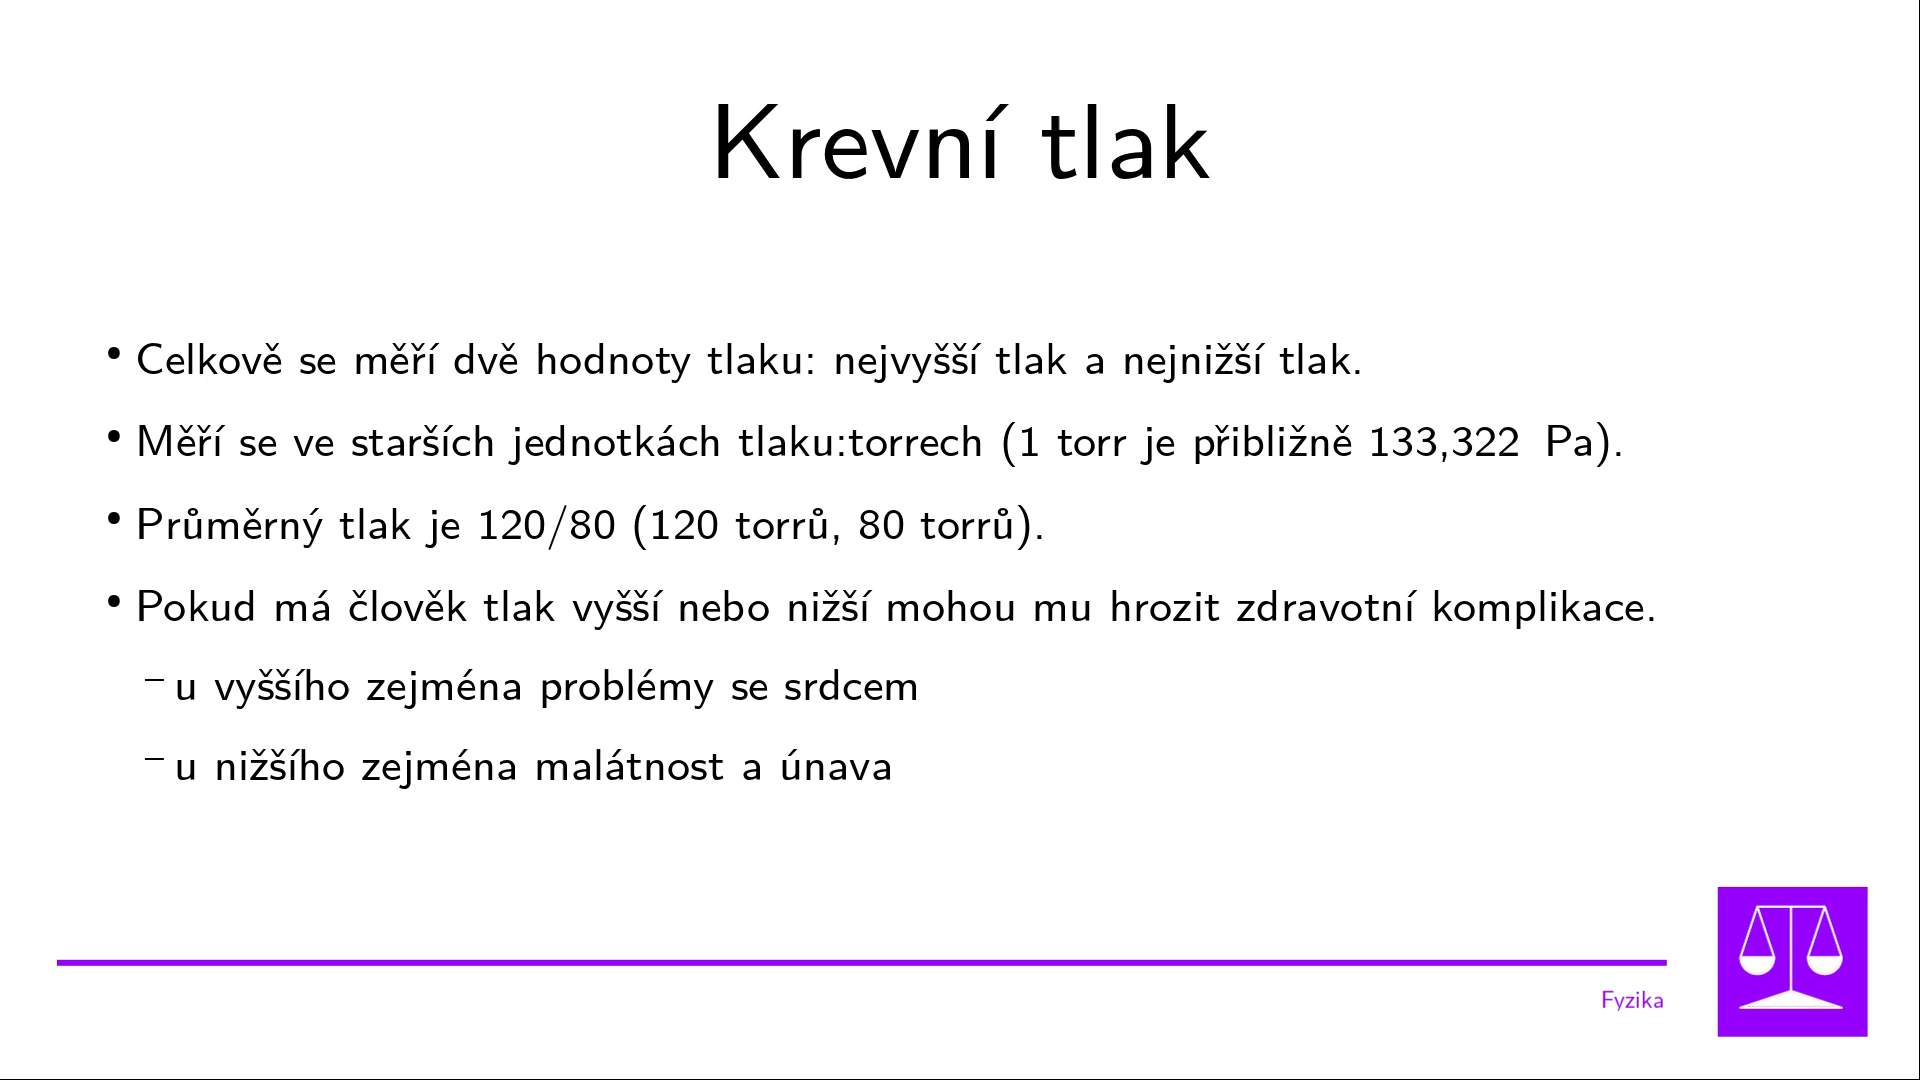 Krevní tlak
• Celkově se měří dvě hodnoty tlaku: nejvyšší tlak a nejnižší tlak.
• Měří se ve starších jednotkách tlaku:torrech (1 torr je přibližně 133,322 Pa).
• Průměrný tlak je 120/80 (120 torrů, 80 torrů).
• Pokud má člověk tlak vyšší nebo nižší mohou mu hrozit zdravotní komplikace.
– u vyššího zejména problémy se srdcem
– u nižšího zejména malátnost a únava
Fyzika